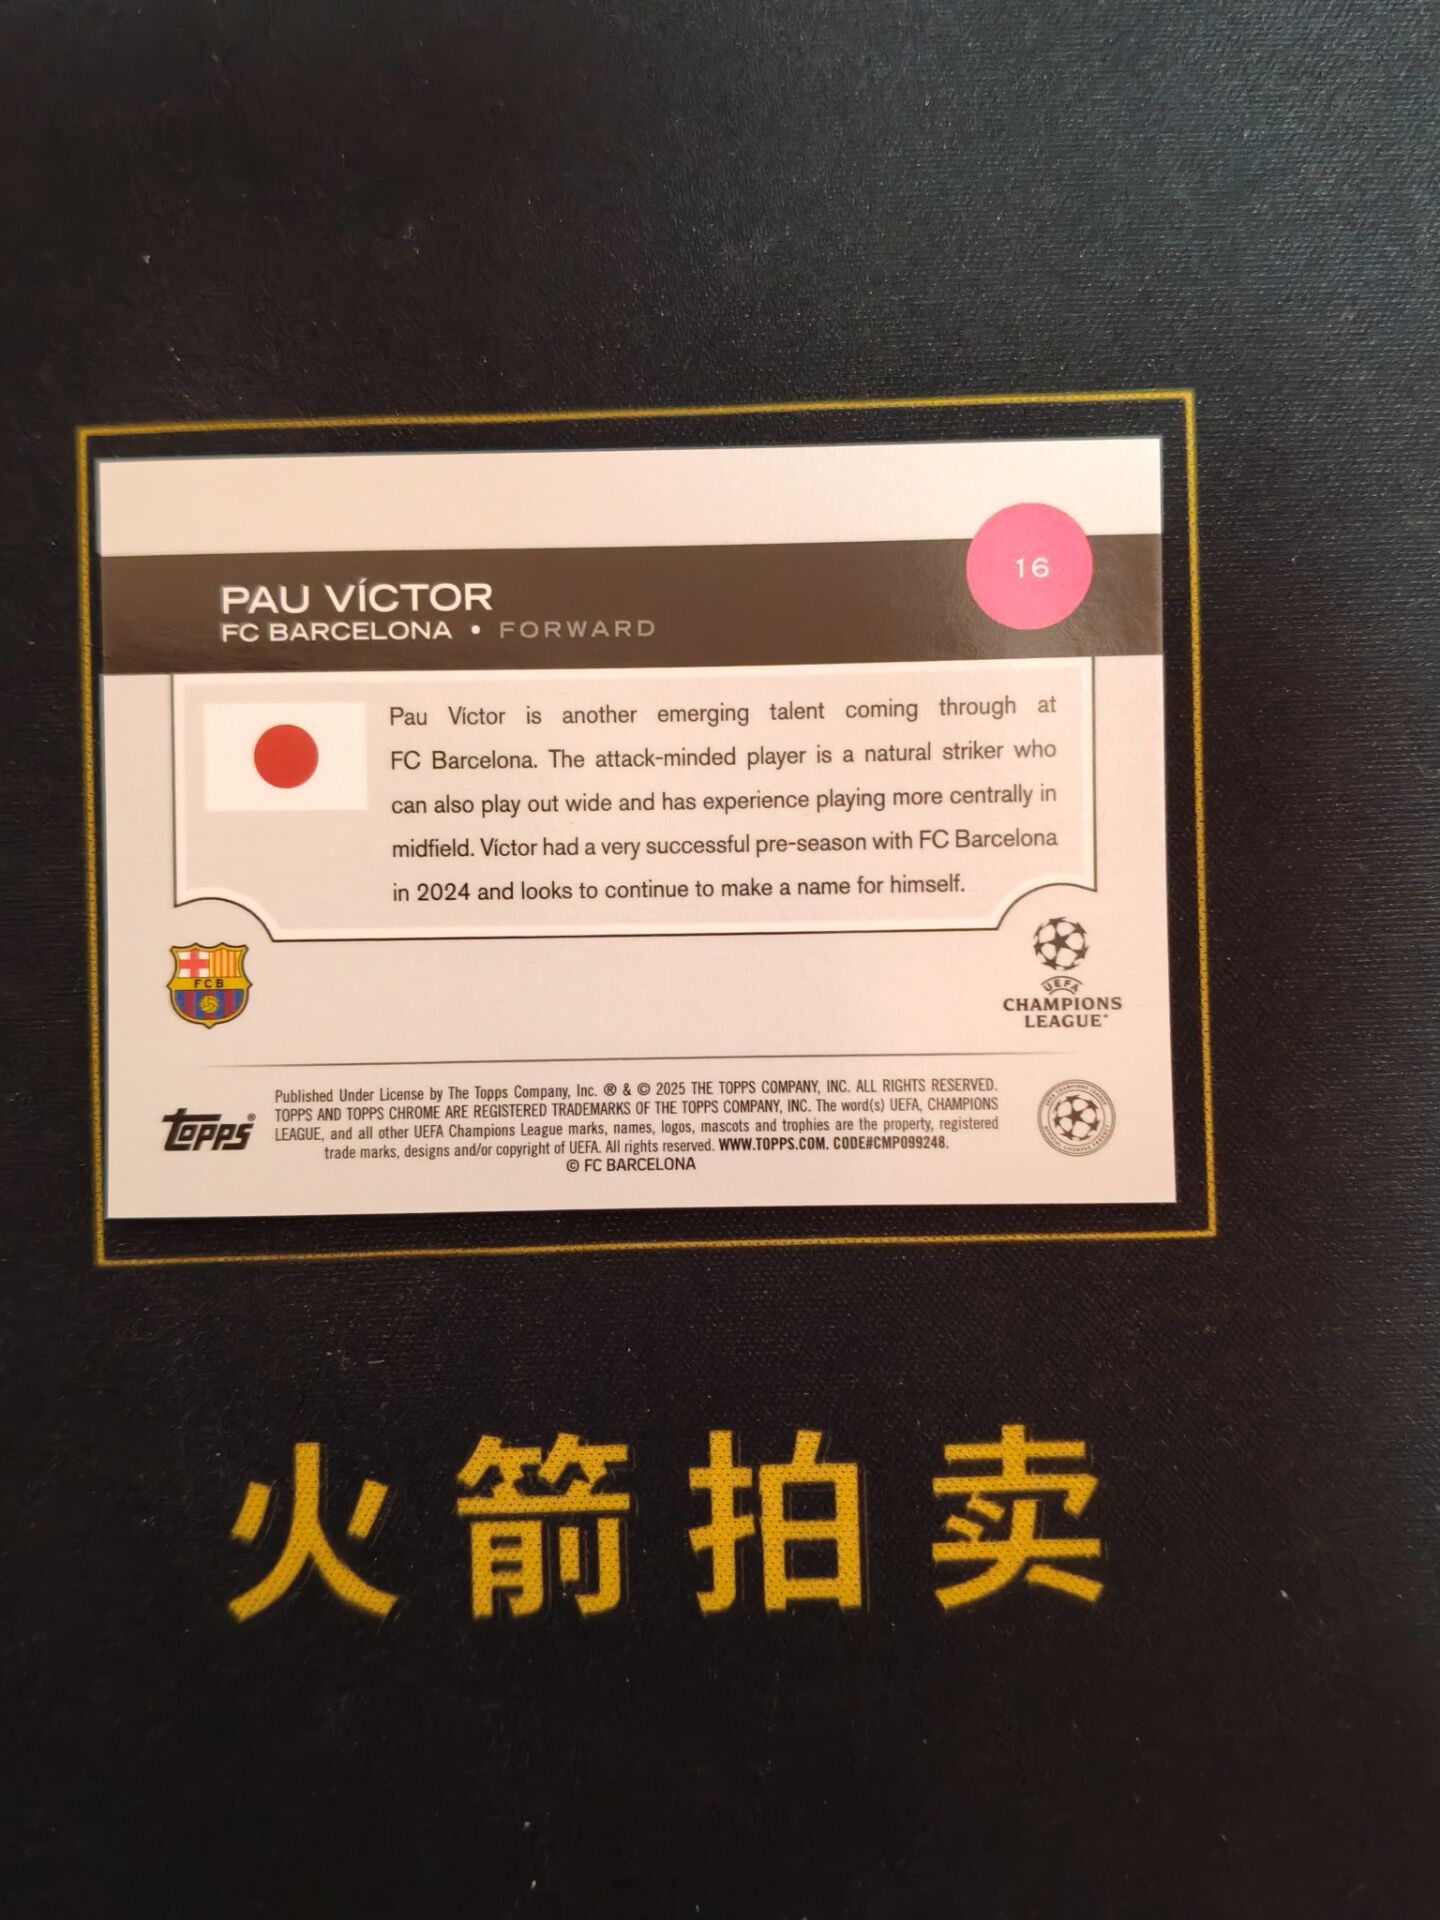 16
PAU VÍCTOR
FC BARCELONA • FORWARD
Pau Víctor is another emerging talent coming through at
FC Barcelona. The attack-minded player is a natural striker who
can also play out wide and has experience playing more centrally in
midfield. Víctor had a very successful pre-season with FC Barcelona
in 2024 and looks to continue to make a name for himself.
FCB
UEFA
CHAMPIONS
LEAGUE®
Published Under License by The Topps Company, Inc. ® & © 2025 THE TOPPS COMPANY, INC. ALL RIGHTS RESERVED.
TOPPS AND TOPPS CHROME ARE REGISTERED TRADEMARKS OF THE TOPPS COMPANY, INC. The word(s) UEFA, CHAMPIONS
LEAGUE, and all other UEFA Champions League marks, names, logos, mascots and trophies are the property, registered
trade marks, designs and/or copyright of UEFA. All rights reserved. WWW.TOPPS.COM. CODE#CMP099248.
© FC BARCELONA
Topps®
火箭拍卖